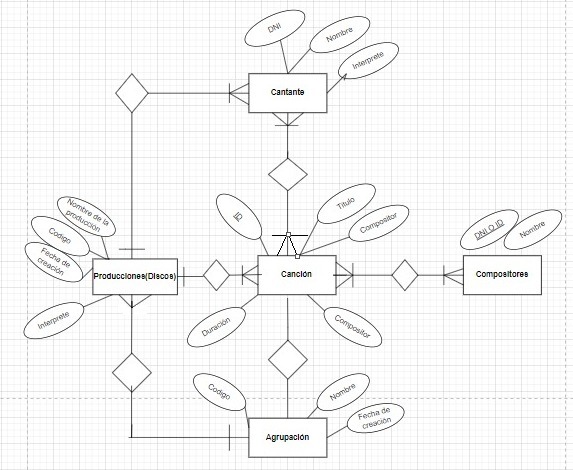 DNI
Nombre
Interprete
Cantante
Nombre de la
producción
Codigo
Fecha de
creación
Interprete
Producciones(Discos)
ID
Titulo
Compositor
Canción
Duración
Compositor
DNI O ID
Nombre
Compositores
Codigo
Nombre
Fecha de
creación
Agrupación